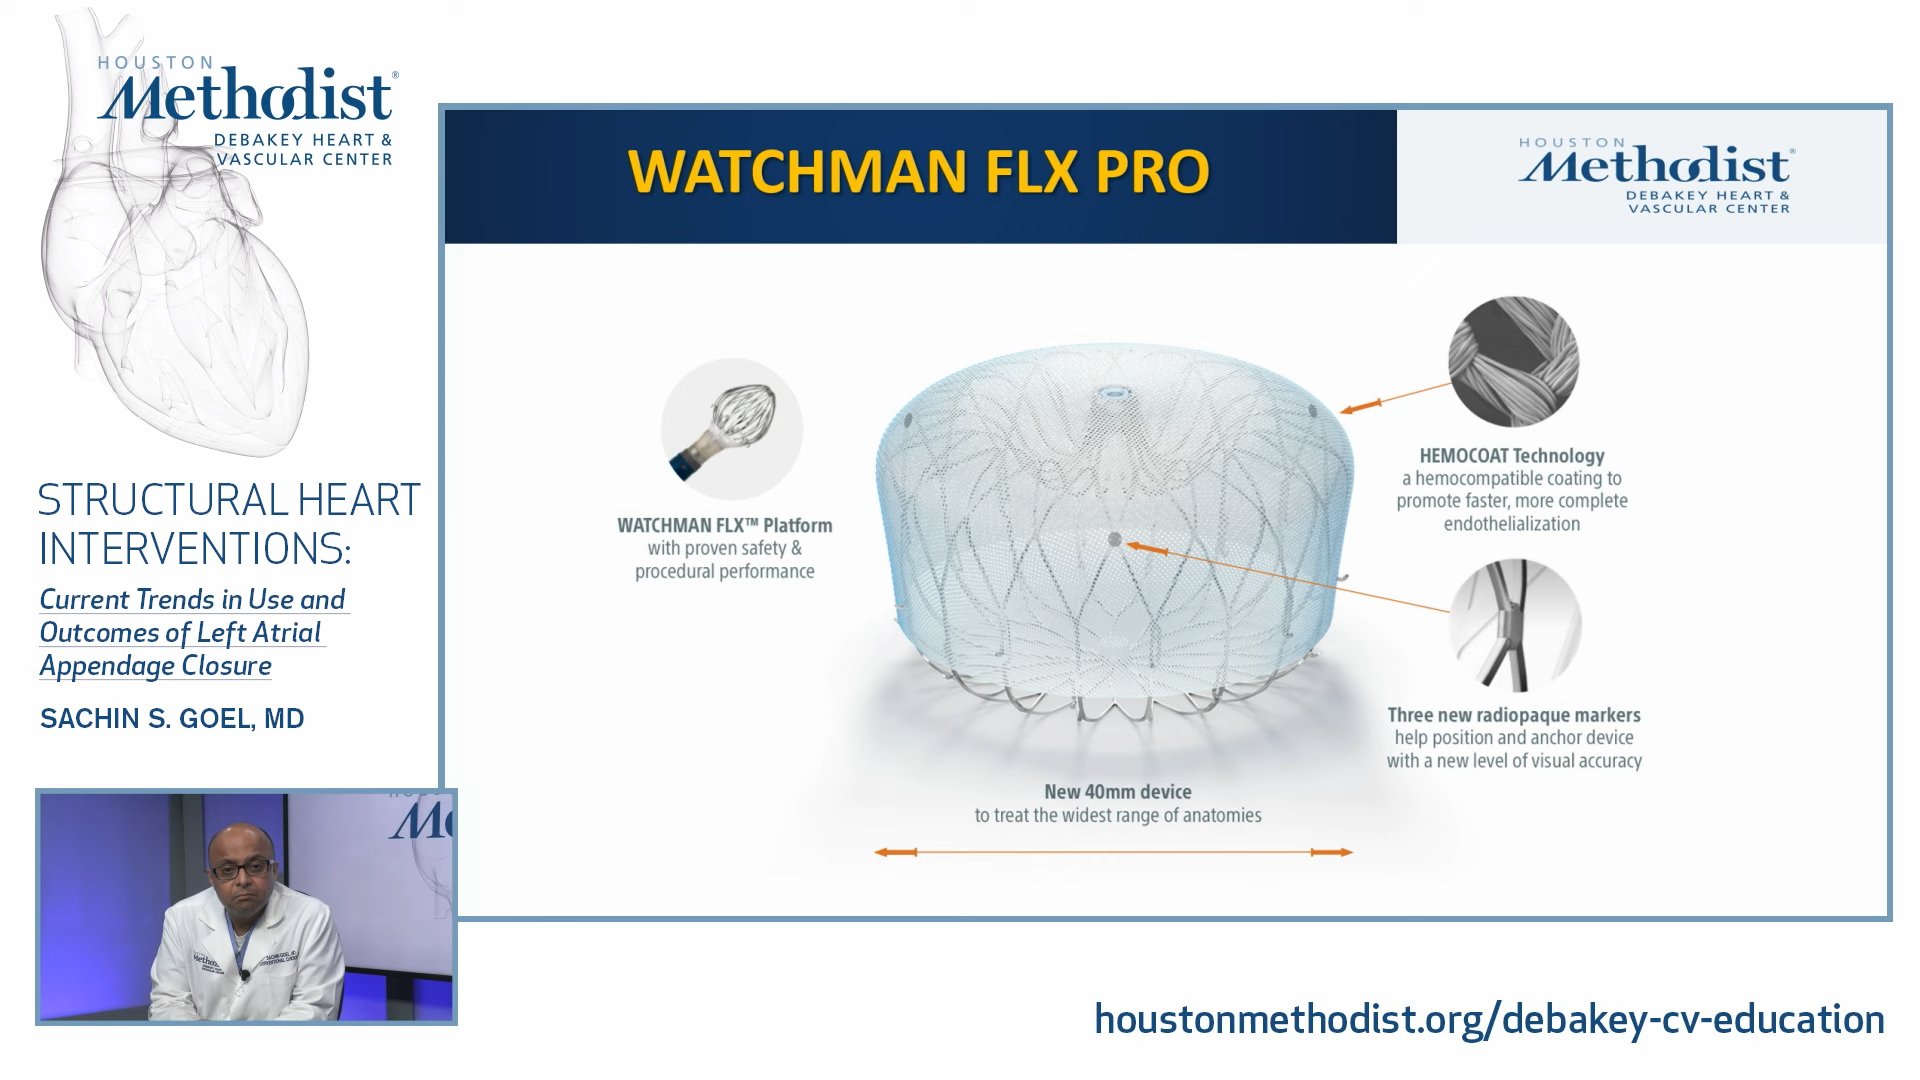 HOUSTON
Methodist®
DEBAKEY HEART &
VASCULAR CENTER
STRUCTURAL HEART
INTERVENTIONS:
Current Trends in Use and
Outcomes of Left Atrial
Appendage Closure
SACHIN S. GOEL, MD
WATCHMAN FLX PRO
HOUSTON
Methodist®
DEBAKEY HEART &
VASCULAR CENTER
WATCHMAN FLX™ Platform
with proven safety &
procedural performance
HEMOCOAT Technology
a hemocompatible coating to
promote faster, more complete
endothelialization
Three new radiopaque markers
help position and anchor device
with a new level of visual accuracy
New 40mm device
to treat the widest range of anatomies
SACHIN GOEL, MD
houstonmethodist.org/debakey-cv-education